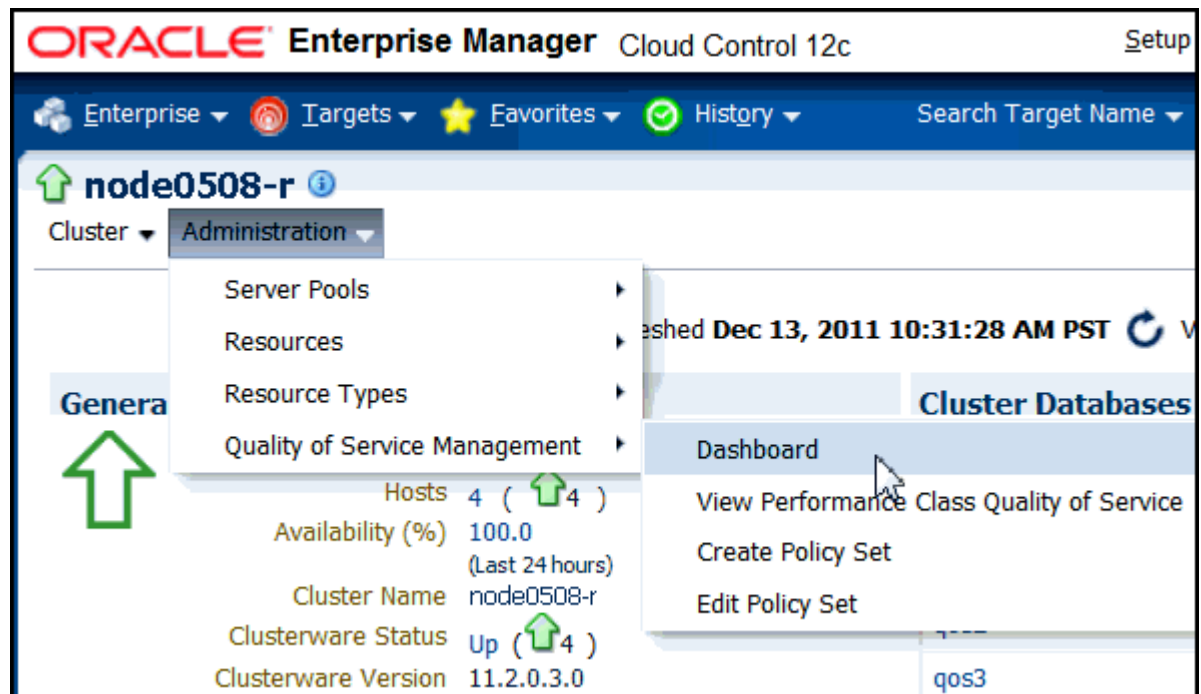 ORACLE Enterprise Manager Cloud Control 12c Setup
Enterprise Targets Favorites History Search Target Name
node0508-r
Cluster Administration
Server Pools
Resources
Resource Types
Quality of Service Management
eshed Dec 13, 2011 10:31:28 AM PST
Genera
Cluster Databases
Dashboard
View Performance Class Quality of Service
Create Policy Set
Edit Policy Set
Hosts 4 ( 4 )
Availability (%) 100.0
(Last 24 hours)
Cluster Name node0508-r
Clusterware Status Up ( 4 )
Clusterware Version 11.2.0.3.0
qos3